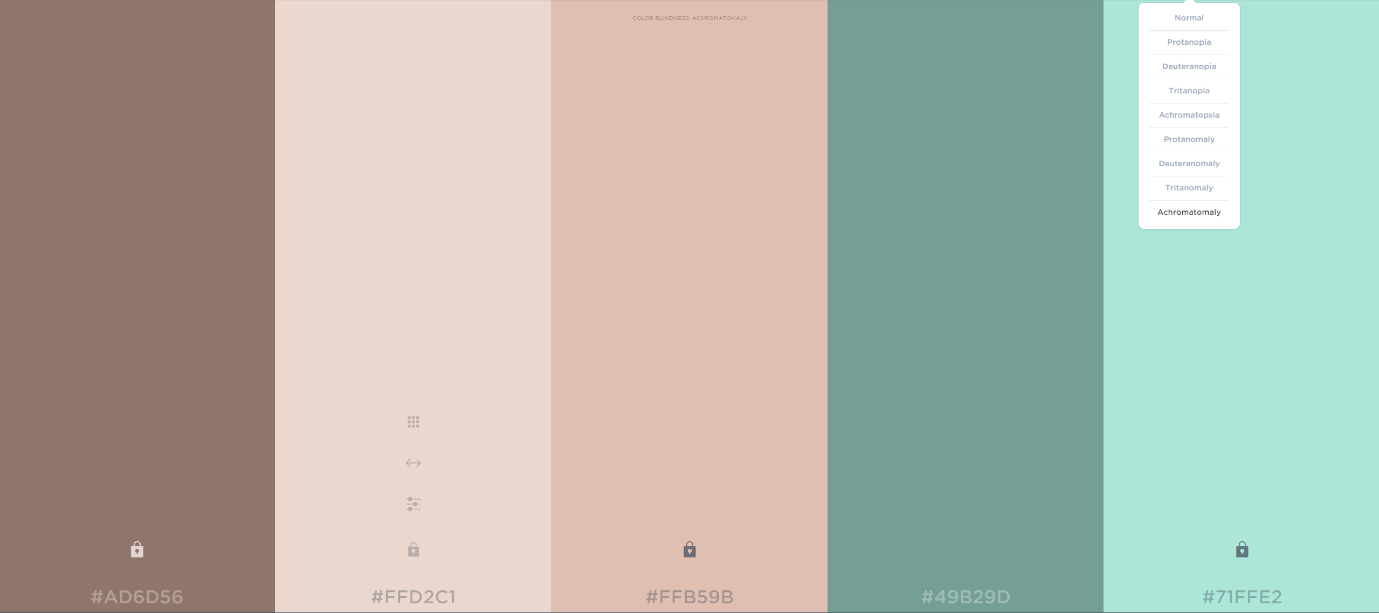 COLOR BLINDNESS: ACHROMATOMALY
Normal
Protanopia
Deuteranopia
Tritanopia
Achromatopsia
Protanomaly
Deuteranomaly
Tritanomaly
Achromatomaly
#AD6D56
#FFD2C1
#FFB59B
#49B29D
#71FFE2